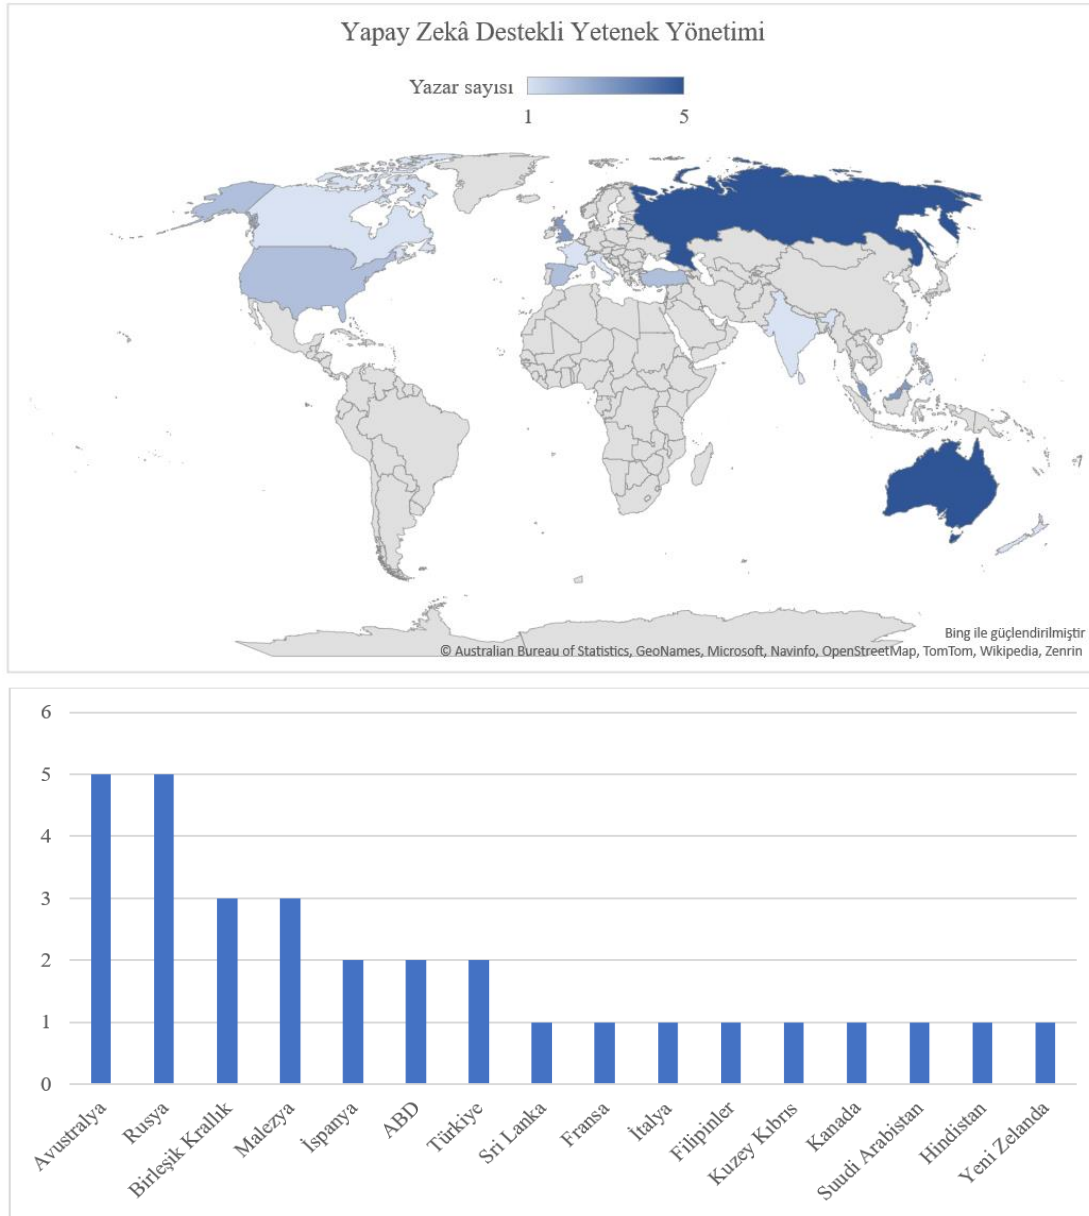 Yapay Zekâ Destekli Yetenek Yönetimi
Yazar sayısı
1 5
Bing ile güçlendirilmiştir
© Australian Bureau of Statistics, GeoNames, Microsoft, Navinfo, OpenStreetMap, TomTom, Wikipedia, Zenrin
6
5
4
3
2
1
0
Avustralya
Rusya
Birleşik Krallık
Malezya
İspanya
ABD
Türkiye
Sri Lanka
Fransa
İtalya
Filipinler
Kuzey Kıbrıs
Kanada
Suudi Arabistan
Hindistan
Yeni Zelanda